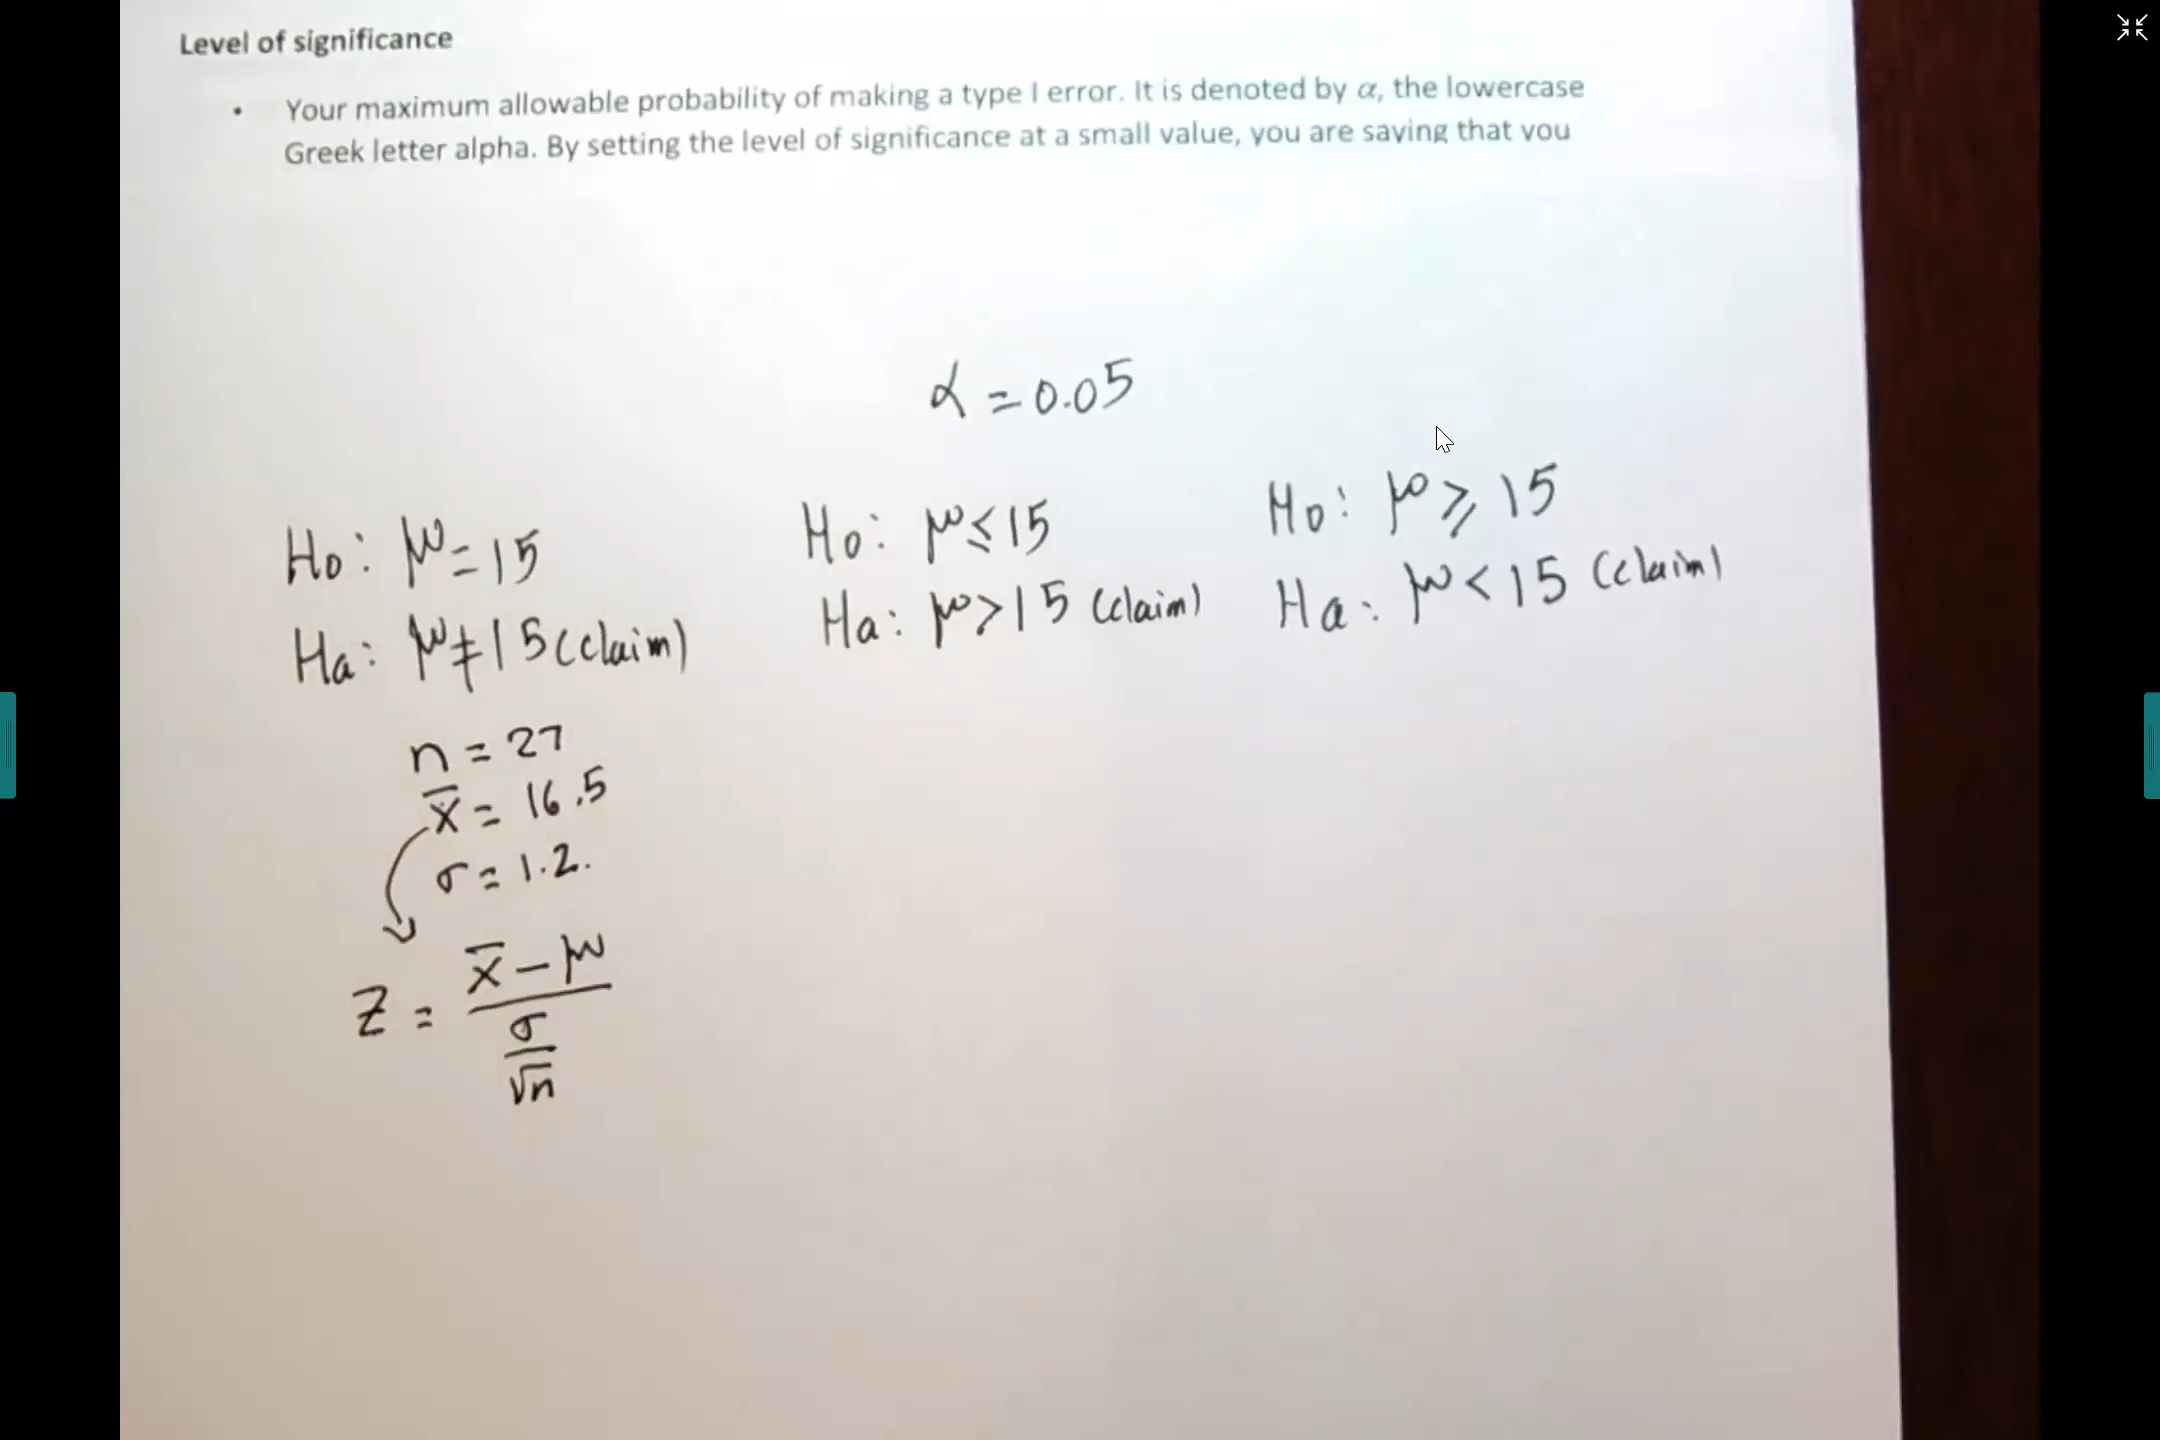 Level of significance
• Your maximum allowable probability of making a type I error. It is denoted by α, the lowercase
Greek letter alpha. By setting the level of significance at a small value, you are saying that you
α = 0.05
Ho: μ = 15
Ha: μ ≠ 15 (claim)
n = 27
x̄ = 16.5
σ = 1.2.
Z = (x̄ - μ) / (σ / √n)
Ho: μ ≤ 15
Ha: μ > 15 (claim)
Ho: μ ≥ 15
Ha: μ < 15 (claim)